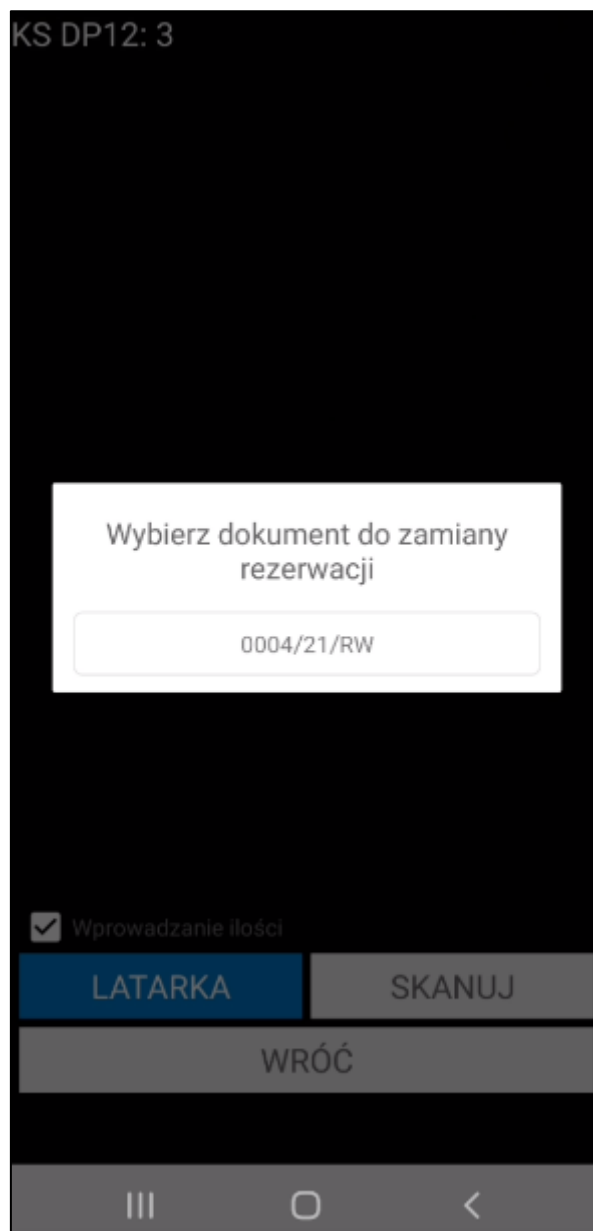 KS DP12: 3
Wybierz dokument do zamiany
rezerwacji
0004/21/RW
Wprowadzanie ilości
LATARKA
SKANUJ
WRÓĆ